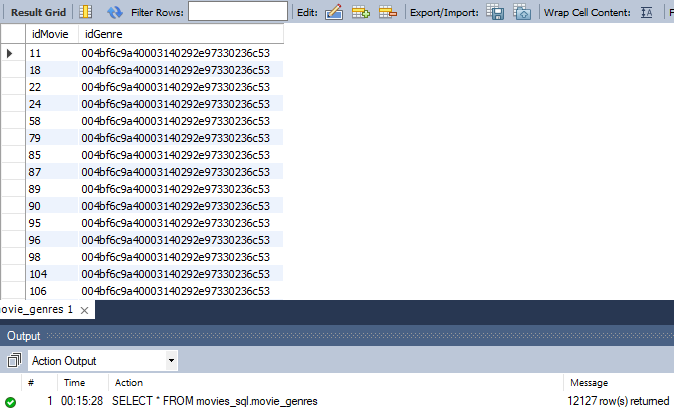 Result Grid Filter Rows: Edit: Export/Import: Wrap Cell Content:
idMovie idGenre
11 004bf6c9a40003140292e97330236c53
18 004bf6c9a40003140292e97330236c53
22 004bf6c9a40003140292e97330236c53
24 004bf6c9a40003140292e97330236c53
58 004bf6c9a40003140292e97330236c53
79 004bf6c9a40003140292e97330236c53
85 004bf6c9a40003140292e97330236c53
87 004bf6c9a40003140292e97330236c53
89 004bf6c9a40003140292e97330236c53
90 004bf6c9a40003140292e97330236c53
95 004bf6c9a40003140292e97330236c53
96 004bf6c9a40003140292e97330236c53
98 004bf6c9a40003140292e97330236c53
104 004bf6c9a40003140292e97330236c53
106 004bf6c9a40003140292e97330236c53
ovie_genres 1
Output
Action Output
# Time Action Message
1 00:15:28 SELECT * FROM movies_sql.movie_genres 12127 row(s) returned